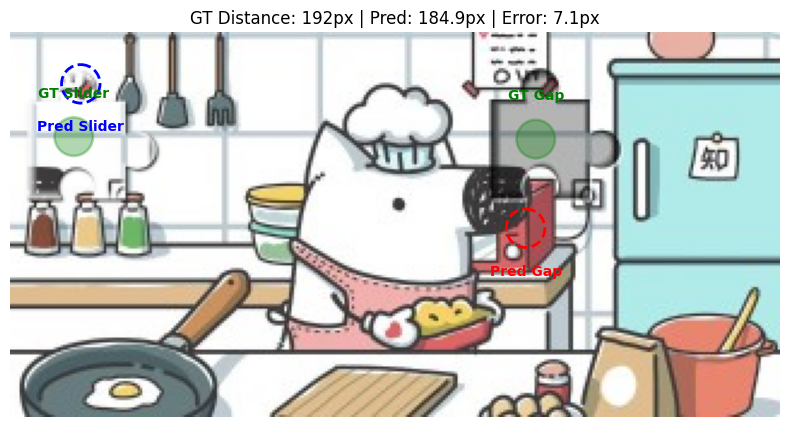 GT Distance: 192px | Pred: 184.9px | Error: 7.1px
GT Slider
GT Gap
Pred Slider
知
Pred Gap